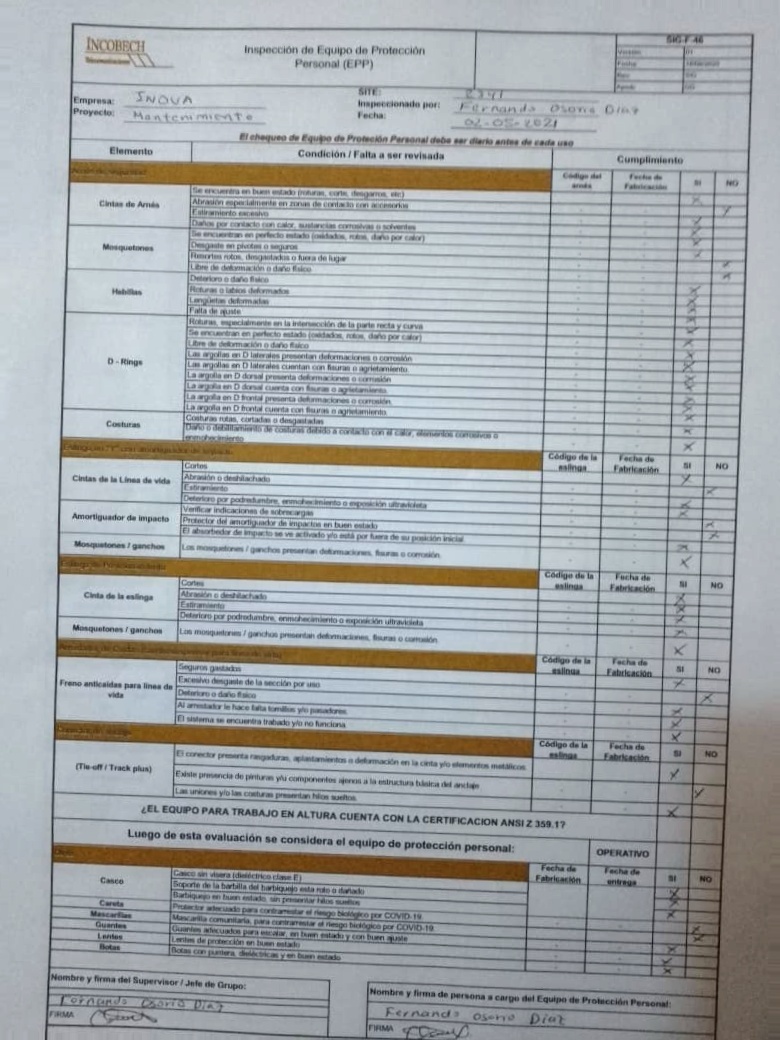 INCOBECH
Telecomunicaciones
Inspección de Equipo de Protección
Personal (EPP)
SIG-F-46
Versión 01
Fecha
Empresa: INOVA
Proyecto: Mantenimiento
SITE: 2341
Inspeccionado por: Fernando Osorio Diaz
Fecha: 02-05-2021
El chequeo de Equipo de Proteción Personal debe ser diario antes de cada uso
Elemento Condición / Falta a ser revisada Cumplimiento
Código del arnés Fecha de Fabricación SI NO
Cintas de Arnés
Se encuentra en buen estado (roturas, corte, desgarros, etc)
Abrasión especialmente en zonas de contacto con accesorios
Estiramiento excesivo
Daños por contacto con calor, sustancias corrosivas o solventes
Mosquetones
Se encuentran en perfecto estado (oxidados, rotos, daño por calor)
Desgaste en pivotes o seguros
Resortes rotos, desgastados o fuera de lugar
Libre de deformación o daño físico
Habillas
Deterioro o daño físico
Roturas o labios deformados
Lengüetas deformadas
Falta de ajuste
D - Rings
Roturas, especialmente en la intersección de la parte recta y curva
Se encuentran en perfecto estado (oxidados, rotos, daño por calor)
Libre de deformación o daño físico
Las argollas en D laterales presentan deformaciones o corrosión
Las argollas en D laterales cuentan con fisuras o agrietamiento.
La argolla en D dorsal presenta deformaciones o corrosión
La argolla en D dorsal cuenta con fisuras o agrietamiento.
La argolla en D frontal presenta deformaciones o corrosión.
La argolla en D frontal cuenta con fisuras o agrietamiento.
Costuras
Costuras rotas, cortadas o desgastadas
Daño o debilitamiento de costuras debido a contacto con el calor, elementos corrosivos o enmohecimiento
Código de la eslinga Fecha de Fabricación SI NO
Cintas de la Línea de vida
Cortes
Abrasión o deshilachado
Estiramiento
Deterioro por podredumbre, enmohecimiento o exposición ultravioleta
Amortiguador de impacto
Verificar indicaciones de sobrecargas
Protector del amortiguador de impactos en buen estado
El absorbedor de impacto se ve activado y/o está por fuera de su posición inicial.
Mosquetones / ganchos
Los mosquetones / ganchos presentan deformaciones, fisuras o corrosión.
Código de la eslinga Fecha de Fabricación SI NO
Cinta de la eslinga
Cortes
Abrasión o deshilachado
Estiramiento
Deterioro por podredumbre, enmohecimiento o exposición ultravioleta
Mosquetones / ganchos
Los mosquetones / ganchos presentan deformaciones, fisuras o corrosión
Código de la eslinga Fecha de Fabricación SI NO
Freno anticaidas para línea de vida
Seguros gastados
Excesivo desgaste de la sección por uso
Deterioro o daño físico
Al arrestador le hace falta tornillos y/o pasadores.
El sistema se encuentra trabado y/o no funciona.
Código de la eslinga Fecha de Fabricación SI NO
(Tie-off / Track plus)
El conector presenta rasgaduras, aplastamientos o deformación en la cinta y/o elementos metálicos.
Existe presencia de pinturas y/u componentes ajenos a la estructura básica del anclaje
Las uniones y/o las costuras presentan hilos sueltos.
¿EL EQUIPO PARA TRABAJO EN ALTURA CUENTA CON LA CERTIFICACION ANSI Z 359.1?
Luego de esta evaluación se considera el equipo de protección personal: OPERATIVO
Fecha de Fabricación Fecha de entrega SI NO
Casco
Casco sin visera (dieléctrico clase E)
Soporte de la barbilla del barbiquejo esta roto o dañado
Barbiquejo en buen estado, sin presentar hilos sueltos
Careta Protector adecuado para contrarrestar el riesgo biológico por COVID-19
Mascarillas Mascarilla comunitaria, para contrarrestar el riesgo biológico por COVID-19.
Guantes Guantes adecuados para escalar, en buen estado y con buen ajuste
Lentes Lentes de protección en buen estado
Botas Botas con puntera, dieléctricas y en buen estado
Nombre y firma del Supervisor / Jefe de Grupo:
Fernando Osorio Diaz
FIRMA
Nombre y firma de persona a cargo del Equipo de Protección Personal:
Fernando Osorio Diaz
FIRMA